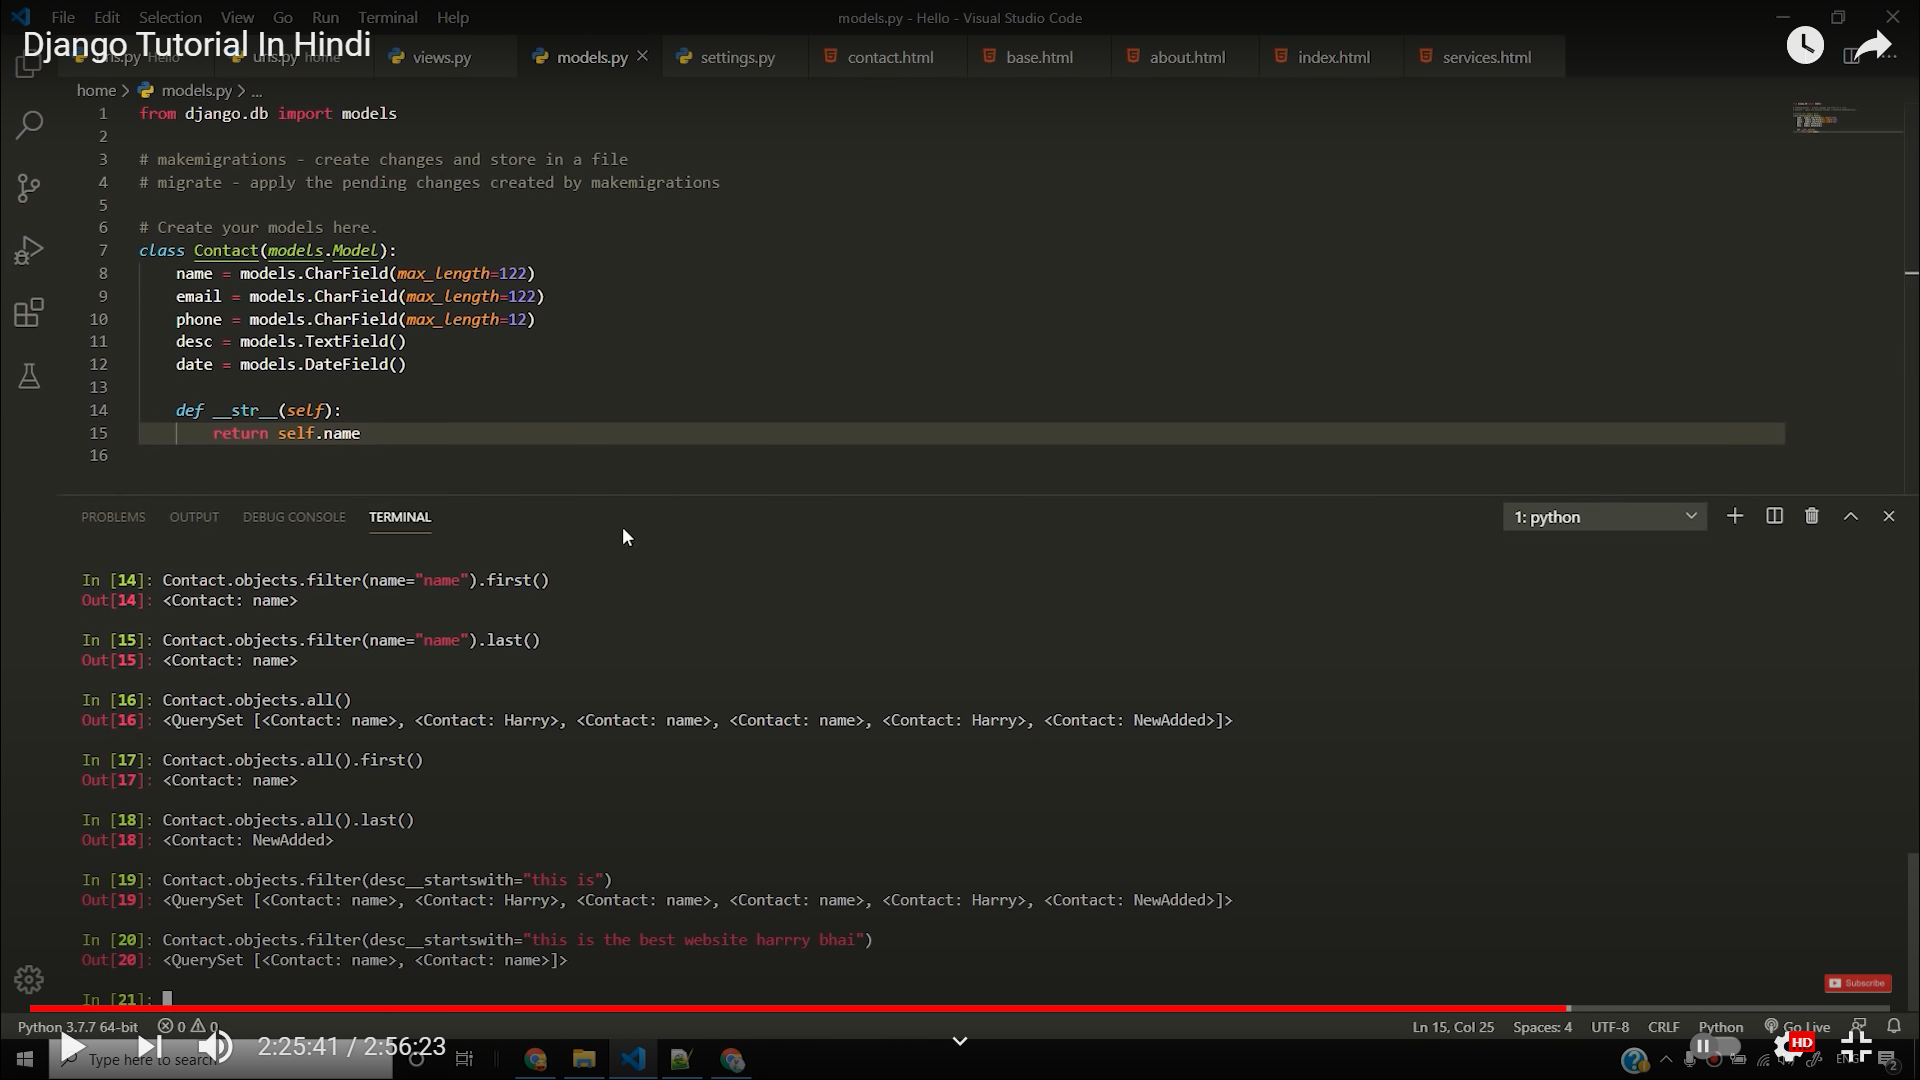 File Edit Selection View Go Run Terminal Help
models.py - Hello - Visual Studio Code
Django Tutorial In Hindi
views.py models.py settings.py contact.html base.html about.html index.html services.html
home > models.py > ...
1 from django.db import models
2
3 # makemigrations - create changes and store in a file
4 # migrate - apply the pending changes created by makemigrations
5
6 # Create your models here.
7 class Contact(models.Model):
8 name = models.CharField(max_length=122)
9 email = models.CharField(max_length=122)
10 phone = models.CharField(max_length=12)
11 desc = models.TextField()
12 date = models.DateField()
13
14 def __str__(self):
15 return self.name
16
PROBLEMS OUTPUT DEBUG CONSOLE TERMINAL
1: python
In [14]: Contact.objects.filter(name="name").first()
Out[14]: <Contact: name>
In [15]: Contact.objects.filter(name="name").last()
Out[15]: <Contact: name>
In [16]: Contact.objects.all()
Out[16]: <QuerySet [<Contact: name>, <Contact: Harry>, <Contact: name>, <Contact: name>, <Contact: Harry>, <Contact: NewAdded>]>
In [17]: Contact.objects.all().first()
Out[17]: <Contact: name>
In [18]: Contact.objects.all().last()
Out[18]: <Contact: NewAdded>
In [19]: Contact.objects.filter(desc__startswith="this is")
Out[19]: <QuerySet [<Contact: name>, <Contact: Harry>, <Contact: name>, <Contact: name>, <Contact: Harry>, <Contact: NewAdded>]>
In [20]: Contact.objects.filter(desc__startswith="this is the best website harrry bhai")
Out[20]: <QuerySet [<Contact: name>, <Contact: name>]>
Subscribe
In [21]:
Python 3.7.7 64-bit 0 0
Ln 15, Col 25 Spaces: 4 UTF-8 CRLF Python Go Live
Type here to search
2:25:41 / 2:56:23
HD
ENG
2